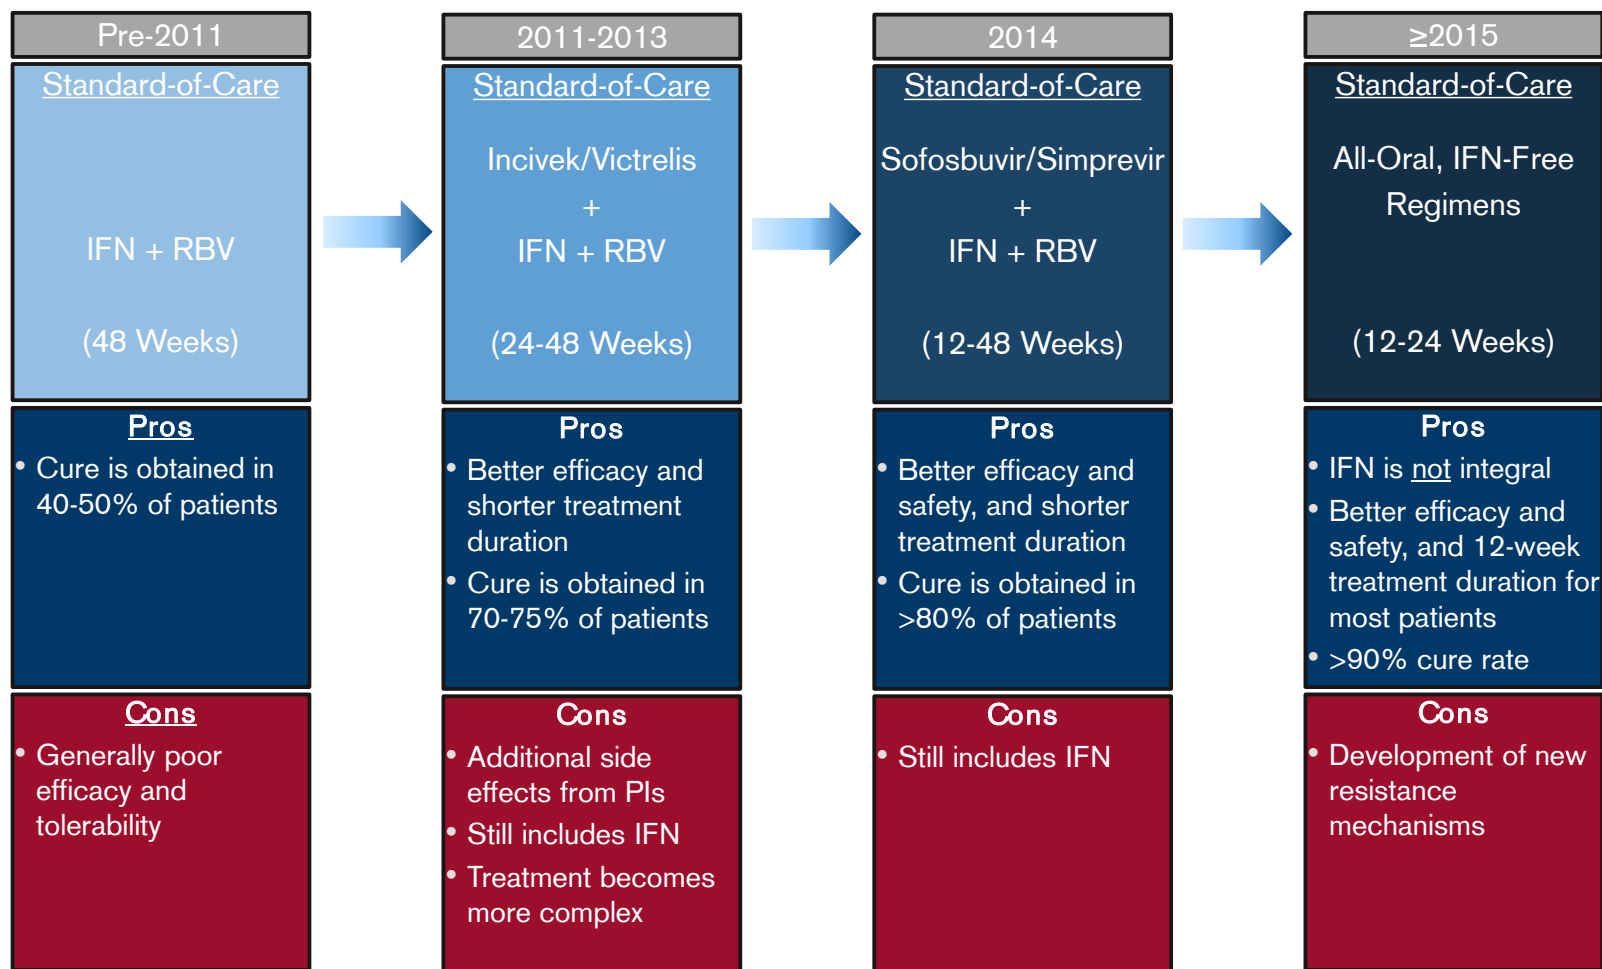 Pre-2011
Standard-of-Care
IFN + RBV
(48 Weeks)
Pros
• Cure is obtained in
40-50% of patients
Cons
• Generally poor
efficacy and
tolerability
2011-2013
Standard-of-Care
Incivek/Victrelis
+
IFN + RBV
(24-48 Weeks)
Pros
• Better efficacy and
shorter treatment
duration
• Cure is obtained in
70-75% of patients
Cons
• Additional side
effects from PIs
• Still includes IFN
• Treatment becomes
more complex
2014
Standard-of-Care
Sofosbuvir/Simprevir
+
IFN + RBV
(12-48 Weeks)
Pros
• Better efficacy and
safety, and shorter
treatment duration
• Cure is obtained in
>80% of patients
Cons
• Still includes IFN
≥2015
Standard-of-Care
All-Oral, IFN-Free
Regimens
(12-24 Weeks)
Pros
• IFN is not integral
• Better efficacy and
safety, and 12-week
treatment duration for
most patients
• >90% cure rate
Cons
• Development of new
resistance
mechanisms